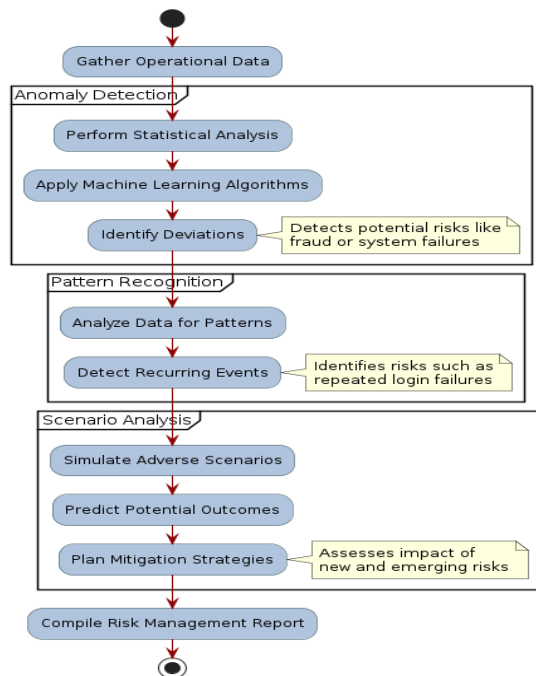 Gather Operational Data
Anomaly Detection
Perform Statistical Analysis
Apply Machine Learning Algorithms
Identify Deviations
Detects potential risks like
fraud or system failures
Pattern Recognition
Analyze Data for Patterns
Detect Recurring Events
Identifies risks such as
repeated login failures
Scenario Analysis
Simulate Adverse Scenarios
Predict Potential Outcomes
Plan Mitigation Strategies
Assesses impact of
new and emerging risks
Compile Risk Management Report